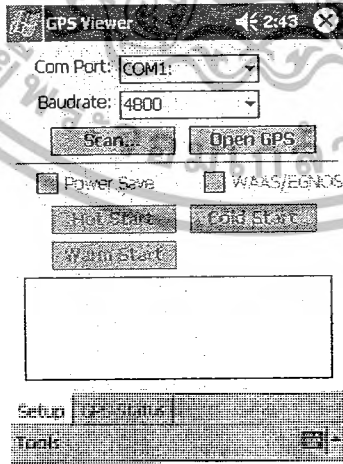 GPS Viewer 2:43
Com Port: COM1:
Baudrate: 4800
Scan... Open GPS
Power Save WAAS/EGNOS
Hot Start Cold Start
Warm Start
Setup GPS Status
Tools